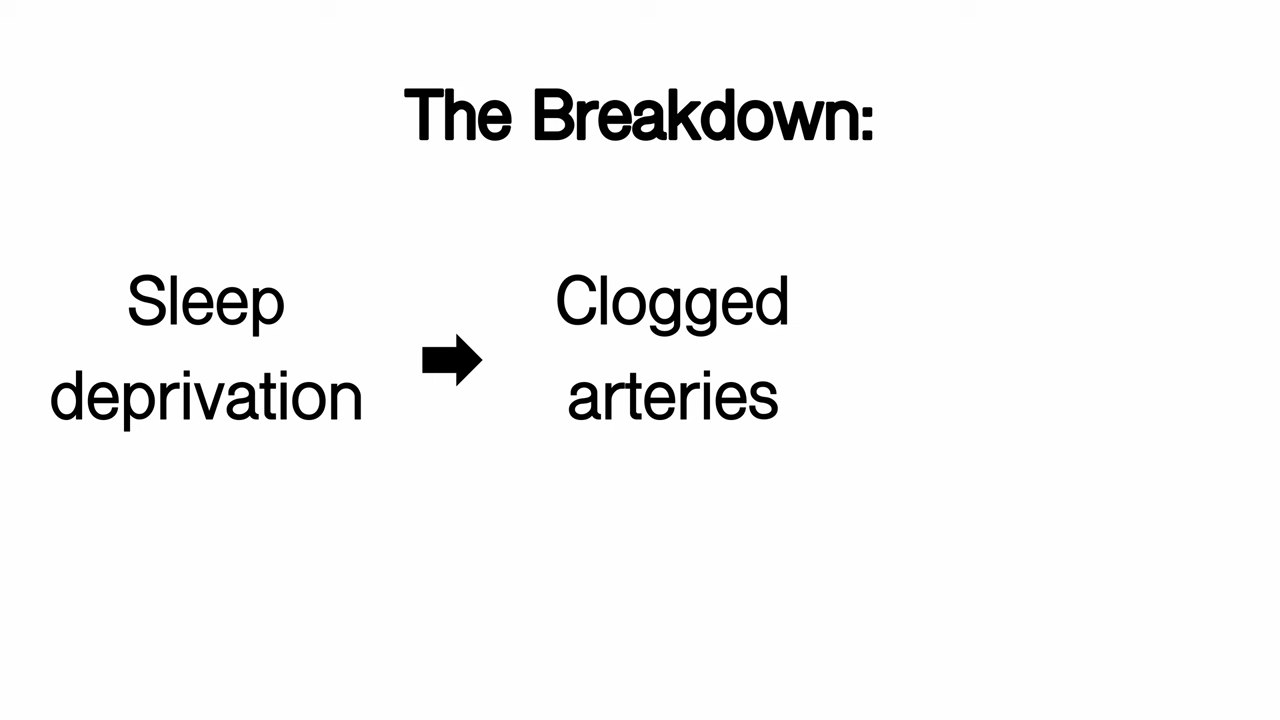 The Breakdown:
Sleep
deprivation
Clogged
arteries